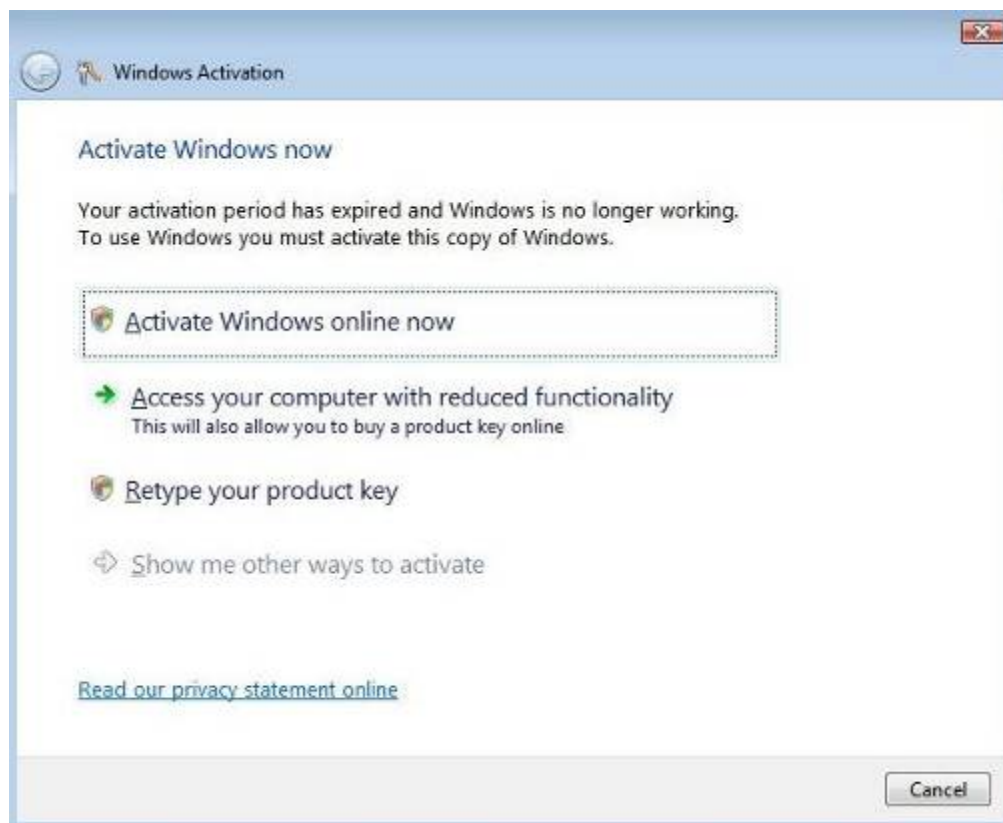 Windows Activation
Activate Windows now
Your activation period has expired and Windows is no longer working.
To use Windows you must activate this copy of Windows.
Activate Windows online now
Access your computer with reduced functionality
This will also allow you to buy a product key online
Retype your product key
Show me other ways to activate
Read our privacy statement online
Cancel